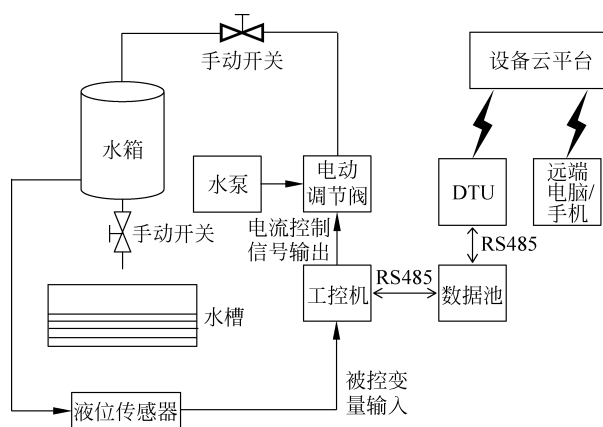 手动开关
设备云平台
水箱
水泵
电动
调节阀
DTU
远端
电脑/
手机
手动开关
电流控制
信号输出
RS485
工控机
RS485
数据池
水槽
被控变
量输入
液位传感器